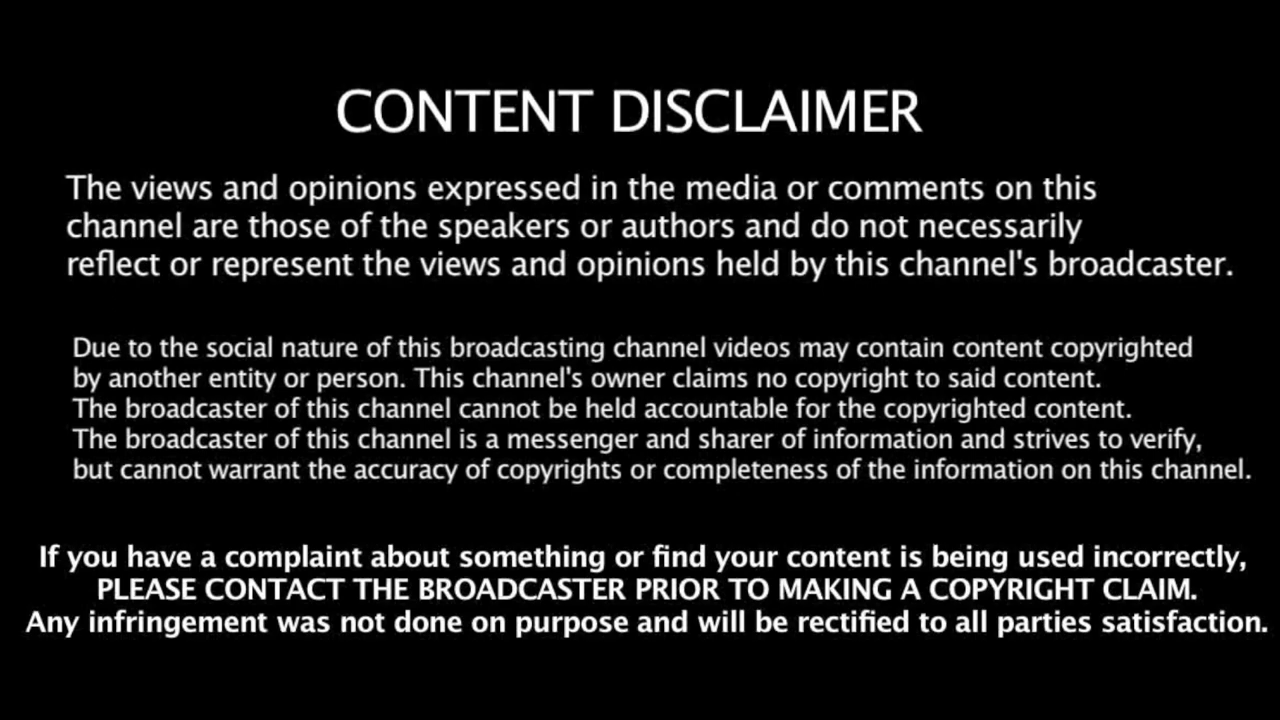 CONTENT DISCLAIMER
The views and opinions expressed in the media or comments on this
channel are those of the speakers or authors and do not necessarily
reflect or represent the views and opinions held by this channel's broadcaster.
Due to the social nature of this broadcasting channel videos may contain content copyrighted
by another entity or person. This channel's owner claims no copyright to said content.
The broadcaster of this channel cannot be held accountable for the copyrighted content.
The broadcaster of this channel is a messenger and sharer of information and strives to verify,
but cannot warrant the accuracy of copyrights or completeness of the information on this channel.
If you have a complaint about something or find your content is being used incorrectly,
PLEASE CONTACT THE BROADCASTER PRIOR TO MAKING A COPYRIGHT CLAIM.
Any infringement was not done on purpose and will be rectified to all parties satisfaction.